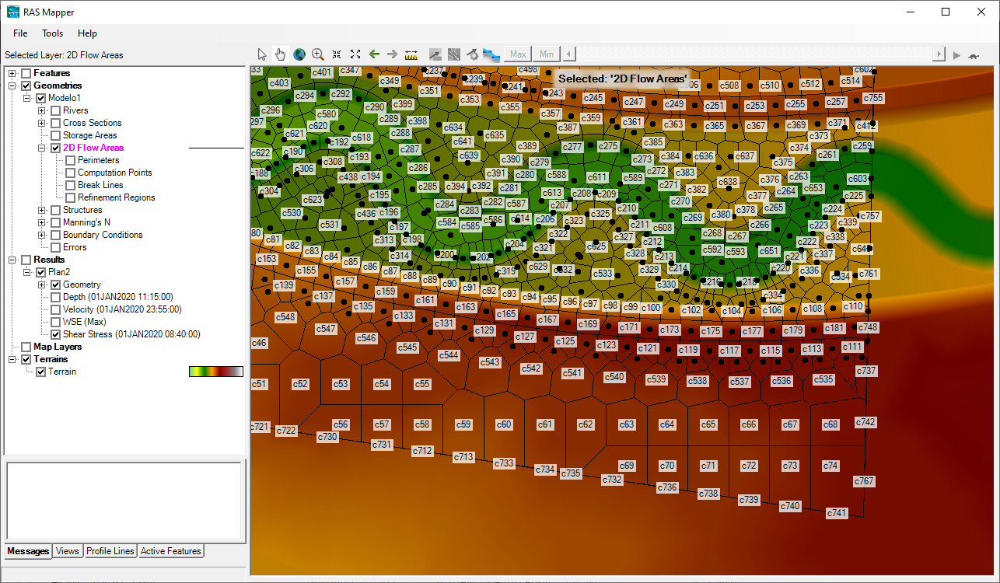 RAS Mapper
File Tools Help
Selected Layer: 2D Flow Areas
Max Min
Features
Geometries
Modelo1
Rivers
Cross Sections
Storage Areas
2D Flow Areas
Perimeters
Computation Points
Break Lines
Refinement Regions
Structures
Manning's N
Boundary Conditions
Errors
Results
Plan2
Geometry
Depth (01JAN2020 11:15:00)
Velocity (01JAN2020 23:55:00)
WSE (Max)
Shear Stress (01JAN2020 08:40:00)
Map Layers
Terrains
Terrain
Messages Views Profile Lines Active Features
Selected: '2D Flow Areas'
c401 c347 c237 c498
c403 c349 c239 c241 c243 c508 c510 c512 c514
c294 c292 c351 c353 c245 c247 c249 c251 c253 c255 c257 c755
c296 c580 c290 c399 c355 c357 c359 c361 c363 c365 c367 c369 c371
c620 c289 c398 c634 c387 c373
c621 c192 c618 c288 c641 c635 c389 c277 c275 c385 c374 c259
c622 c190 c193 c287 c639 c390 c279 c273 c384 c636 c637 c375 c261
c306 c308 c438 c194 c286 c391 c280 c588 c611 c589 c272 c383 c638 c376 c263 c603
c304 c623 c195 c285 c394 c392 c281 c613 c208 c209 c271 c382 c377 c264 c653 c225
c530 c436 c196 c284 c283 c282 c587 c207 c325 c210 c270 c380 c378 c265 c224 c757
c531 c197 c584 c585 c586 c206 c323 c211 c608 c269 c266 c223 c339
c81 c313 c198 c204 c322 c327 c212 c268 c267 c222 c338
c82 c83 c314 c200 c202 c321 c625 c328 c213 c592 c593 c651 c221 c337
c153 c84 c85 c86 c87 c319 c629 c533 c329 c214 c220 c336 c761
c155 c157 c88 c89 c90 c91 c92 c330 c216 c334
c139 c137 c159 c161 c163 c93 c94 c95 c96 c97 c98 c99 c100 c102 c104 c106 c108 c110
c548 c135 c133 c131 c165 c167 c169 c171 c173 c175 c177 c179 c181 c748
c547 c546 c129 c127 c125 c123 c121 c119 c117 c115 c113 c111
c46 c545 c544 c543 c542 c541 c540 c539 c538 c537 c536 c535 c737
c51 c52 c53 c54 c55
c721 c722 c56 c57 c58 c59 c60 c61 c62 c63 c64 c65 c66 c67 c68 c742
c730 c731 c712 c713 c733 c734 c735 c69 c70 c71 c72 c73 c74
c732 c736 c738 c739 c740 c741 c767